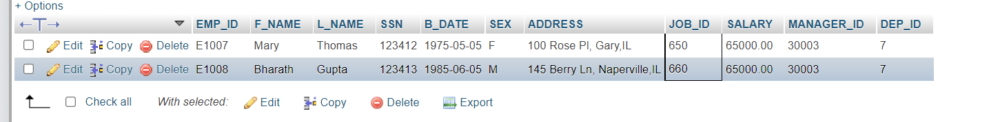 + Options
←T→ EMP_ID F_NAME L_NAME SSN B_DATE SEX ADDRESS JOB_ID SALARY MANAGER_ID DEP_ID
Edit Copy Delete E1007 Mary Thomas 123412 1975-05-05 F 100 Rose Pl, Gary,IL 650 65000.00 30003 7
Edit Copy Delete E1008 Bharath Gupta 123413 1985-06-05 M 145 Berry Ln, Naperville,IL 660 65000.00 30003 7
Check all With selected: Edit Copy Delete Export